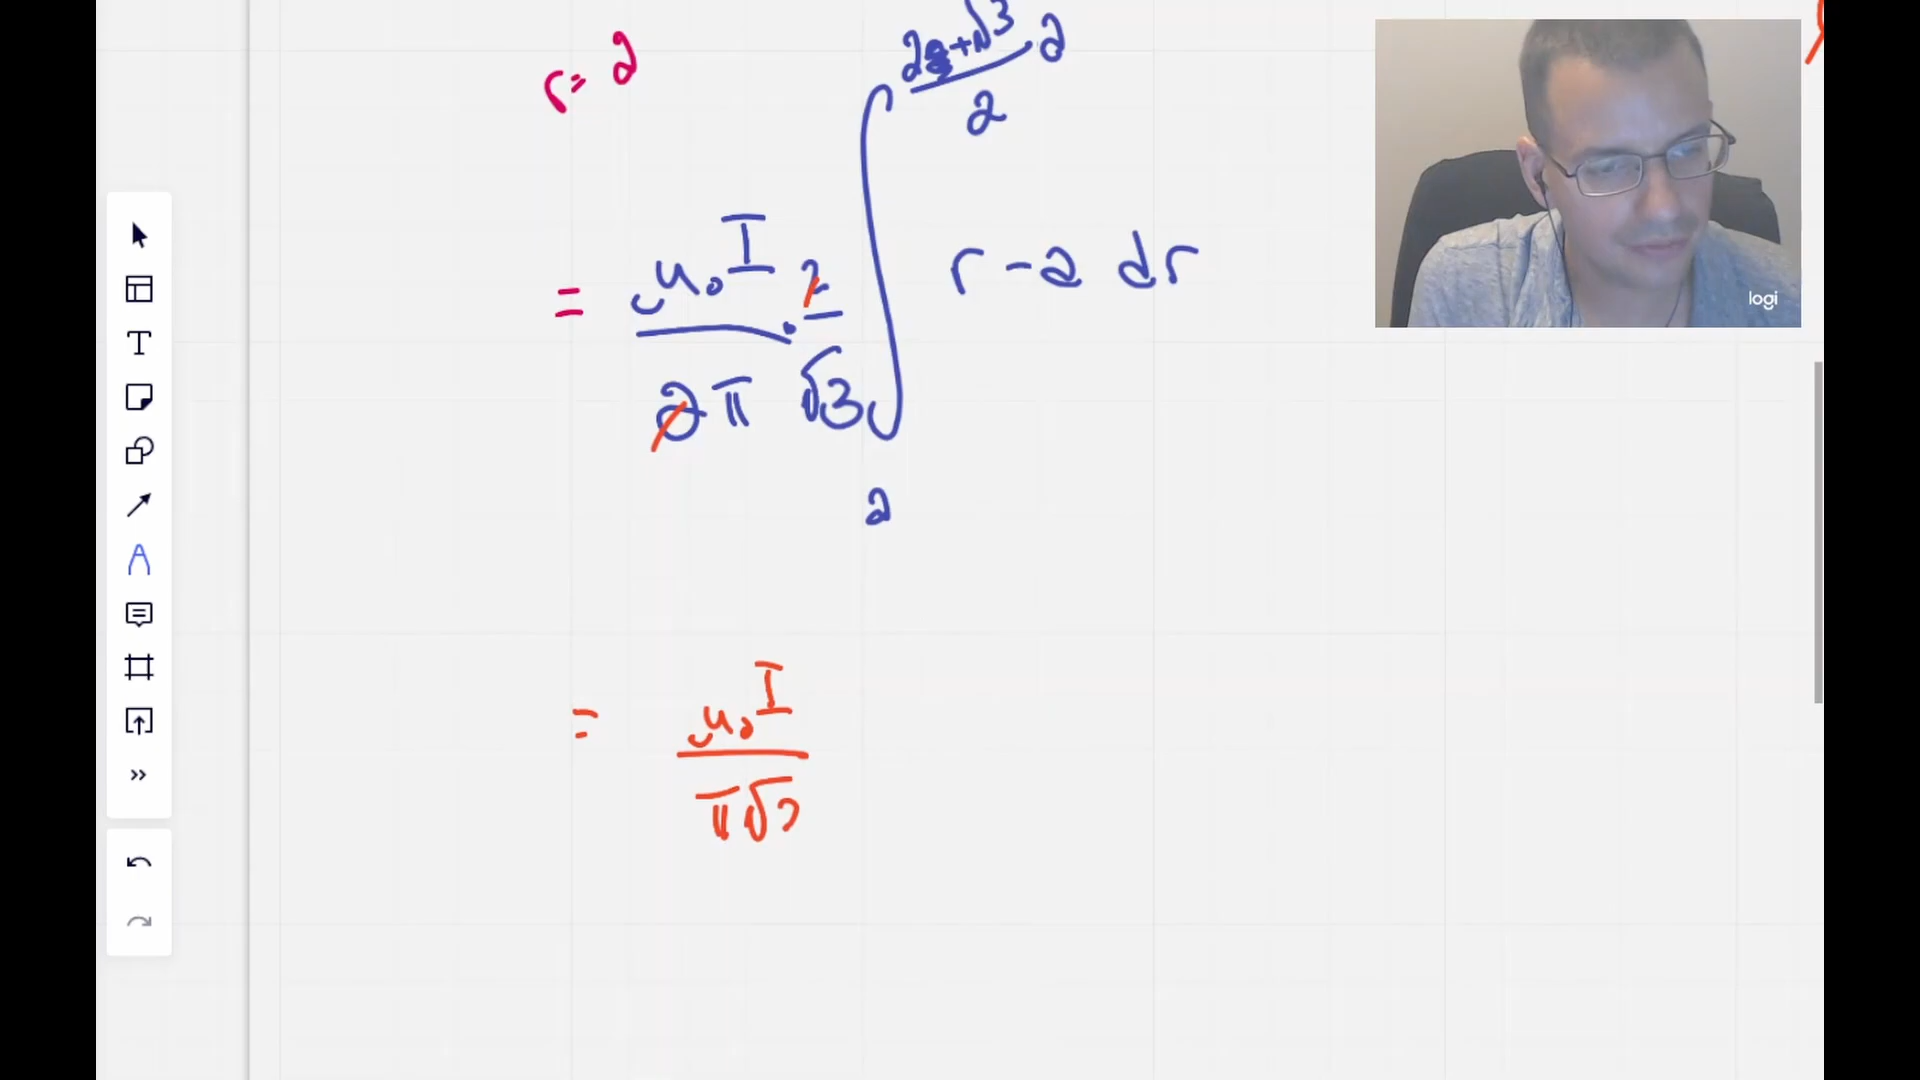 r = a
= μ₀I / 2π · 2 / √3 ∫ₐ^((2a+√3 a)/2) r - a dr
= μ₀I / π√3
logi
T